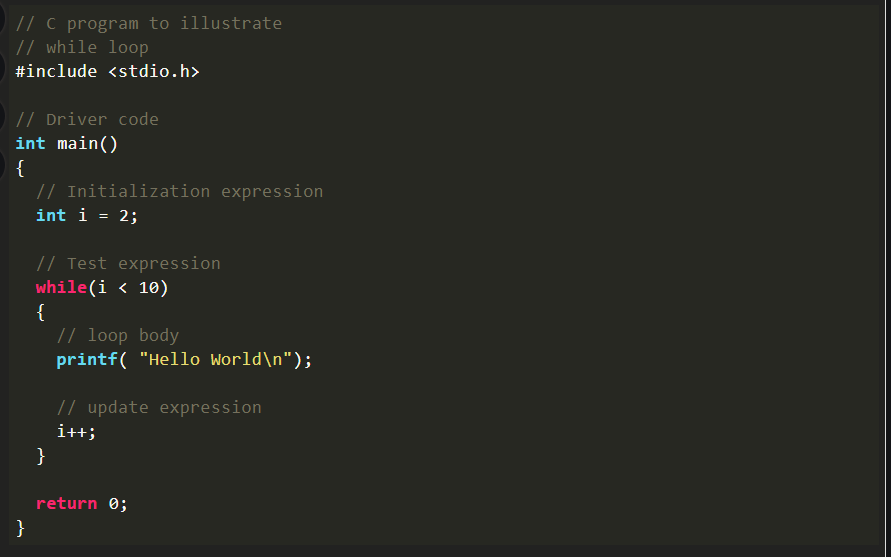 // C program to illustrate
// while loop
#include <stdio.h>

// Driver code
int main()
{
  // Initialization expression
  int i = 2;

  // Test expression
  while(i < 10)
  {
    // loop body
    printf( "Hello World\n");

    // update expression
    i++;
  }

  return 0;
}